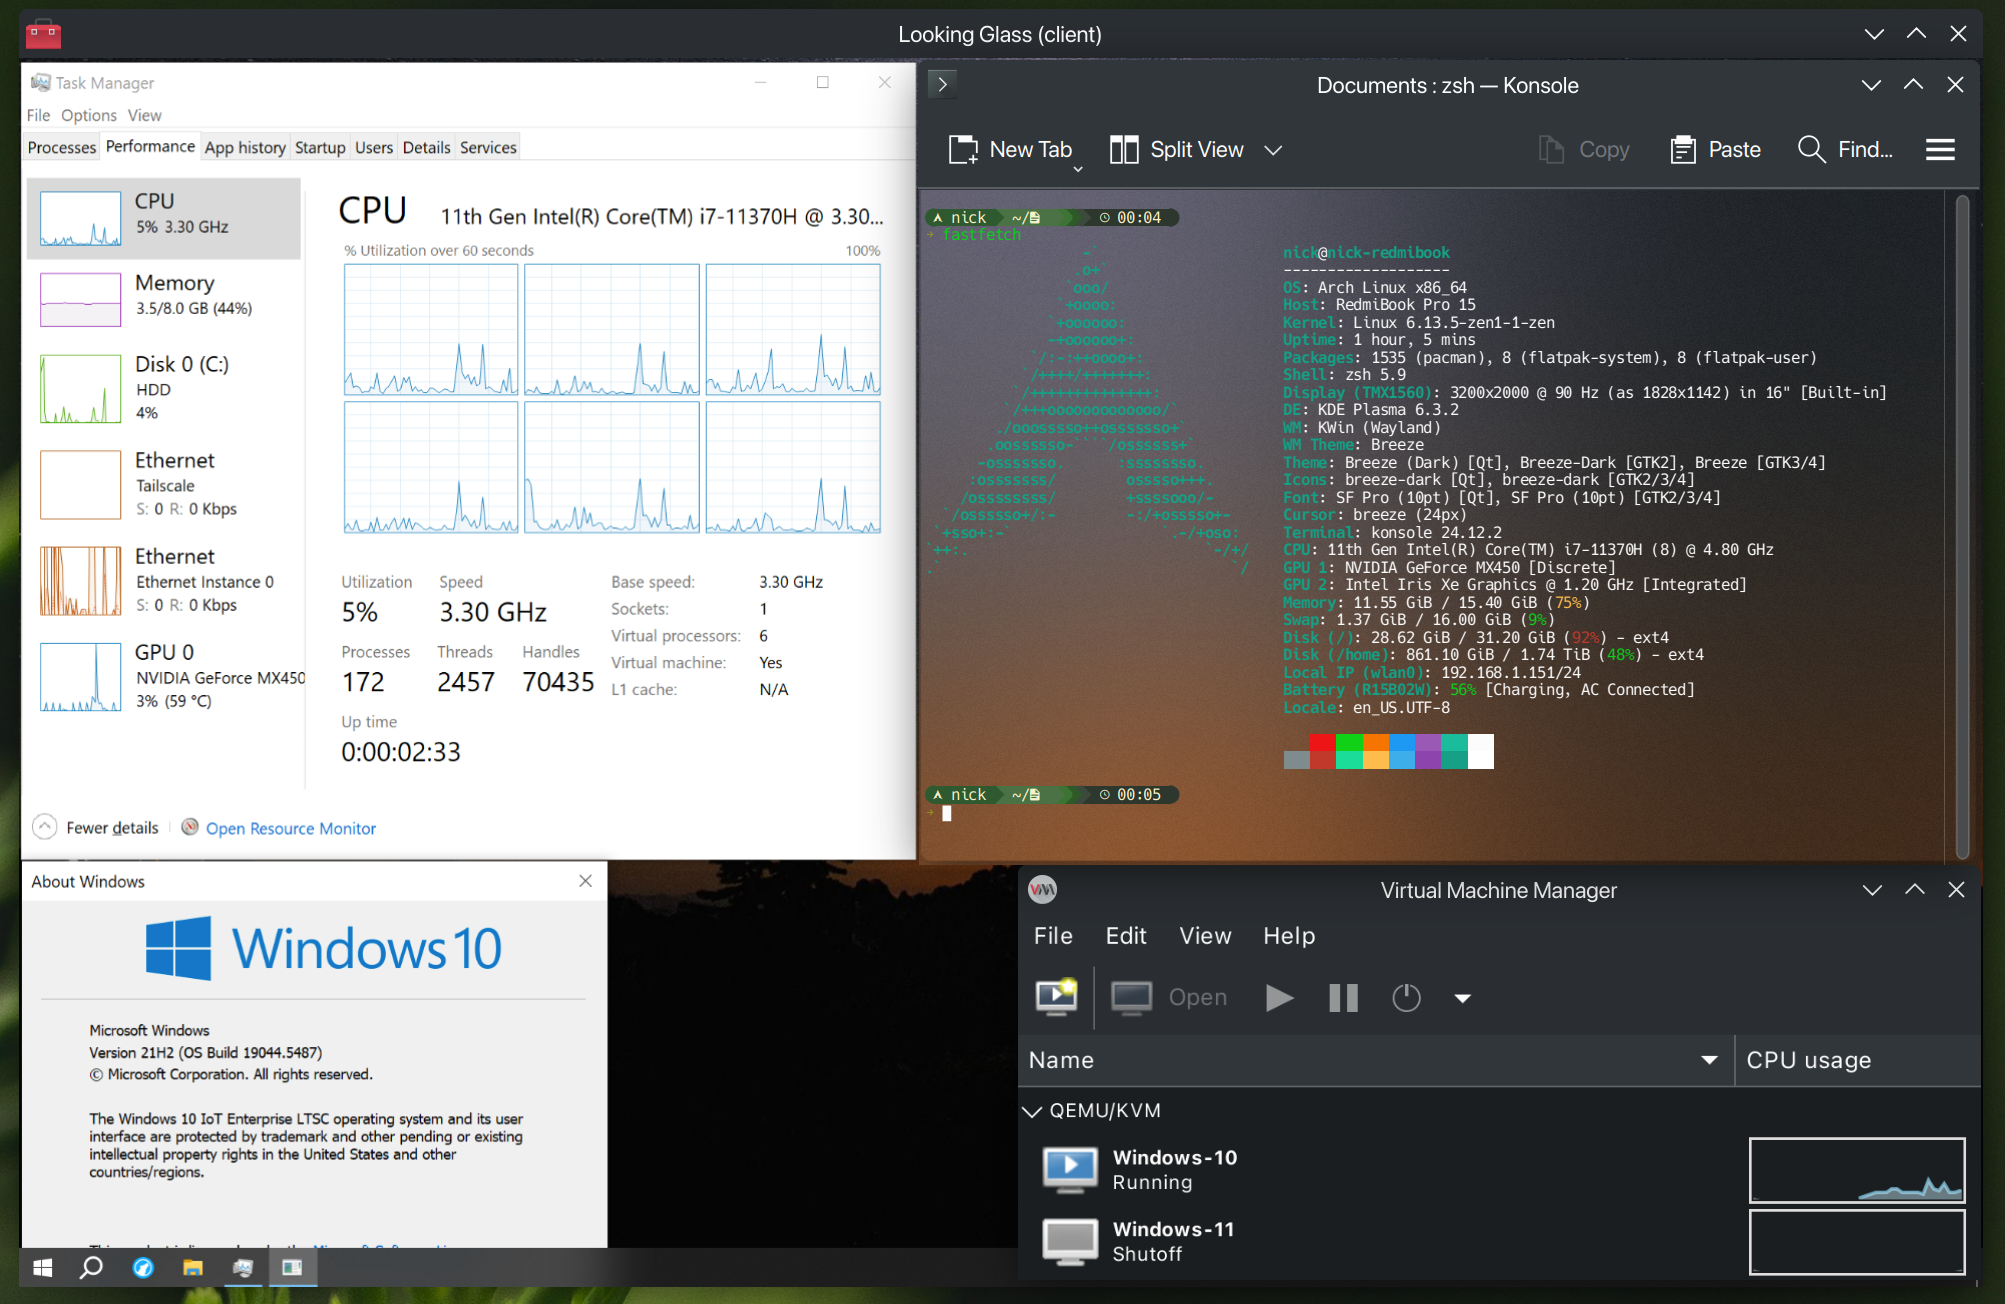 Looking Glass (client)
Task Manager
File Options View
Processes Performance App history Startup Users Details Services
CPU
5% 3.30 GHz
Memory
3.5/8.0 GB (44%)
Disk 0 (C:)
HDD
4%
Ethernet
Tailscale
S: 0 R: 0 Kbps
Ethernet
Ethernet Instance 0
S: 0 R: 0 Kbps
GPU 0
NVIDIA GeForce MX450
3% (59 °C)
CPU 11th Gen Intel(R) Core(TM) i7-11370H @ 3.30...
% Utilization over 60 seconds 100%
Utilization Speed
5% 3.30 GHz
Processes Threads Handles
172 2457 70435
Up time
0:00:02:33
Base speed: 3.30 GHz
Sockets: 1
Virtual processors: 6
Virtual machine: Yes
L1 cache: N/A
Fewer details Open Resource Monitor
Documents : zsh — Konsole
New Tab Split View Copy Paste Find...
nick ~/ 00:04
fastfetch
nick@nick-redmibook
-------------------
OS: Arch Linux x86_64
Host: RedmiBook Pro 15
Kernel: Linux 6.13.5-zen1-1-zen
Uptime: 1 hour, 5 mins
Packages: 1535 (pacman), 8 (flatpak-system), 8 (flatpak-user)
Shell: zsh 5.9
Display (TMX1560): 3200x2000 @ 90 Hz (as 1828x1142) in 16" [Built-in]
DE: KDE Plasma 6.3.2
WM: KWin (Wayland)
WM Theme: Breeze
Theme: Breeze (Dark) [Qt], Breeze-Dark [GTK2], Breeze [GTK3/4]
Icons: breeze-dark [Qt], breeze-dark [GTK2/3/4]
Font: SF Pro (10pt) [Qt], SF Pro (10pt) [GTK2/3/4]
Cursor: breeze (24px)
Terminal: konsole 24.12.2
CPU: 11th Gen Intel(R) Core(TM) i7-11370H (8) @ 4.80 GHz
GPU 1: NVIDIA GeForce MX450 [Discrete]
GPU 2: Intel Iris Xe Graphics @ 1.20 GHz [Integrated]
Memory: 11.55 GiB / 15.40 GiB (75%)
Swap: 1.37 GiB / 16.00 GiB (9%)
Disk (/): 28.62 GiB / 31.20 GiB (92%) - ext4
Disk (/home): 861.10 GiB / 1.74 TiB (48%) - ext4
Local IP (wlan0): 192.168.1.151/24
Battery (R15B02W): 56% [Charging, AC Connected]
Locale: en_US.UTF-8
nick ~/ 00:05
About Windows
Windows 10
Microsoft Windows
Version 21H2 (OS Build 19044.5487)
© Microsoft Corporation. All rights reserved.
The Windows 10 IoT Enterprise LTSC operating system and its user
interface are protected by trademark and other pending or existing
intellectual property rights in the United States and other
countries/regions.
Virtual Machine Manager
File Edit View Help
Open
Name CPU usage
QEMU/KVM
Windows-10
Running
Windows-11
Shutoff